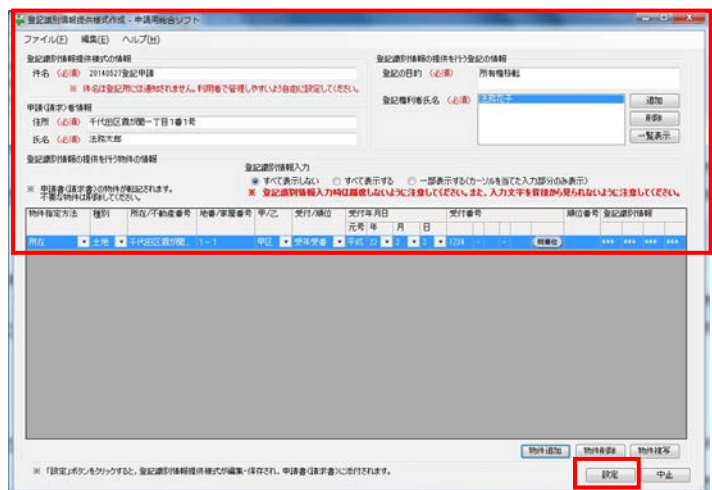 登記識別情報提供様式作成 - 申請用総合ソフト
ファイル(F) 編集(E) ヘルプ(H)
登記識別情報提供様式の情報
件名 (必須) 20140527登記申請
※ 件名は登記所には通知されません。利用者で管理しやすいよう自由に設定してください。
申請(請求)者情報
住所 (必須) 千代田区霞が関一丁目1番1号
氏名 (必須) 法務太郎
登記識別情報の提供を行う登記の情報
登記の目的 (必須) 所有権移転
登記権利者氏名 (必須) 法務花子
追加
削除
一覧表示
登記識別情報の提供を行う物件の情報
※ 申請書(請求書)の物件が転記されます。
不要な物件は削除してください。
登記識別情報入力
すべて表示しない すべて表示する 一部表示する(カーソルを当てた入力部分のみ表示)
※ 登記識別情報入力時は離席しないように注意してください。また、入力文字を背後から見られないように注意してください。
物件指定方法 種別 所在/不動産番号 地番/家屋番号 甲/乙 受付/順位 受付年月日 受付番号 順位番号 登記識別情報
元号 年 月 日
所在 土地 千代田区霞が関... 1-1 甲区 受年受番 平成 22 2 2 1234 - - 同順位 *** *** *** ***
物件追加 物件削除 物件複写
※ 「設定」ボタンをクリックすると、登記識別情報提供様式が編集・保存され、申請書(請求書)に添付されます。
設定 中止